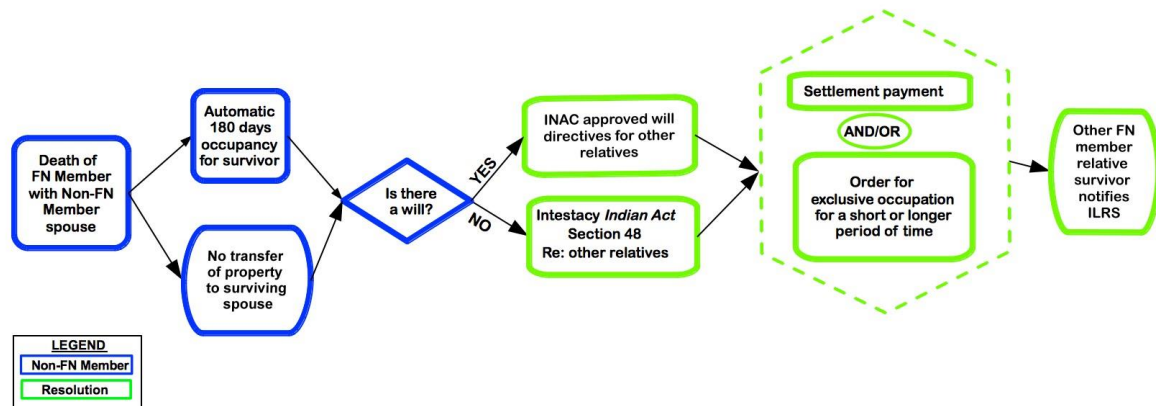 Death of
FN Member
with Non-FN
Member
spouse
Automatic
180 days
occupancy
for survivor
No transfer
of property
to surviving
spouse
Is there
a will?
YES
NO
INAC approved will
directives for other
relatives
Intestacy Indian Act
Section 48
Re: other relatives
Settlement payment
AND/OR
Order for
exclusive occupation
for a short or longer
period of time
Other FN
member
relative
survivor
notifies
ILRS
LEGEND
Non-FN Member
Resolution